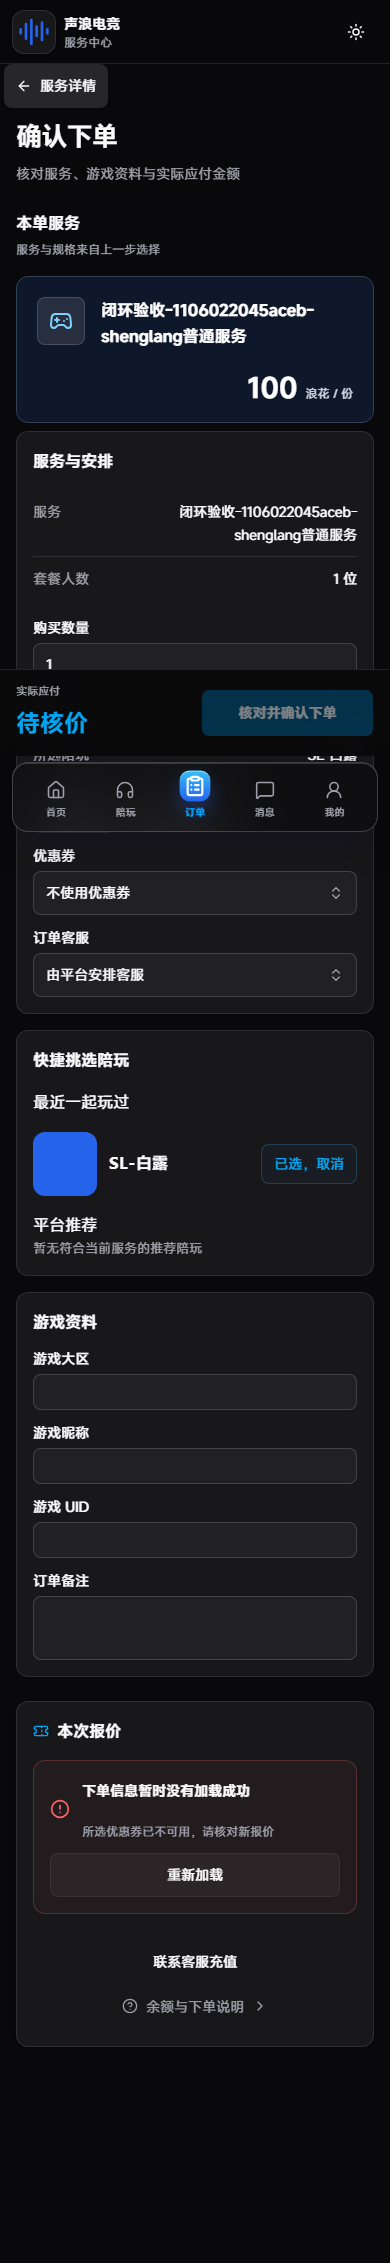 声浪电竞
服务中心
服务详情
确认下单
核对服务、游戏资料与实际应付金额
本单服务
服务与规格来自上一步选择
闭环验收-1106022045aceb-
shenglang普通服务
100 浪花 / 份
服务与安排
服务
闭环验收-1106022045aceb-
shenglang普通服务
套餐人数
1 位
购买数量
1
实际应付
待核价
核对并确认下单
所选陪玩
SL-白露
首页
陪玩
订单
消息
我的
优惠券
不使用优惠券
订单客服
由平台安排客服
快捷挑选陪玩
最近一起玩过
SL-白露
已选，取消
平台推荐
暂无符合当前服务的推荐陪玩
游戏资料
游戏大区
游戏昵称
游戏 UID
订单备注
本次报价
下单信息暂时没有加载成功
所选优惠券已不可用，请核对新报价
重新加载
联系客服充值
余额与下单说明